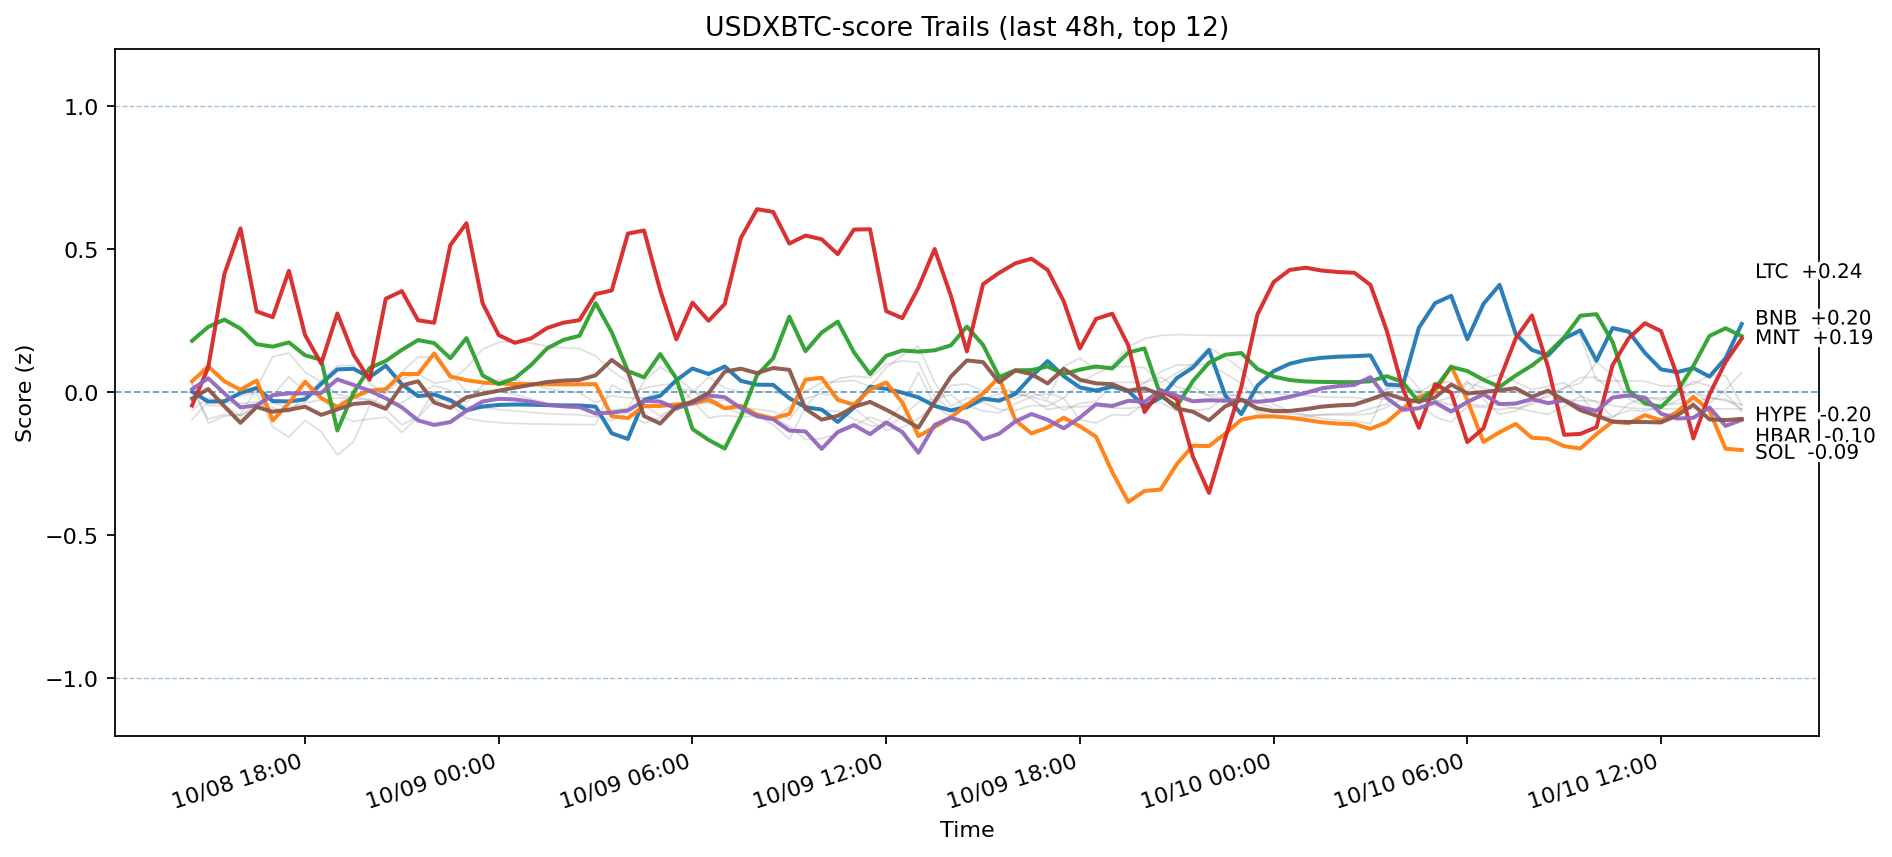 USDXBTC-score Trails (last 48h, top 12)
Score (z)
1.0
0.5
0.0
−0.5
−1.0
LTC +0.24
BNB +0.20
MNT +0.19
HYPE -0.20
HBAR -0.10
SOL -0.09
10/08 18:00
10/09 00:00
10/09 06:00
10/09 12:00
10/09 18:00
10/10 00:00
10/10 06:00
10/10 12:00
Time